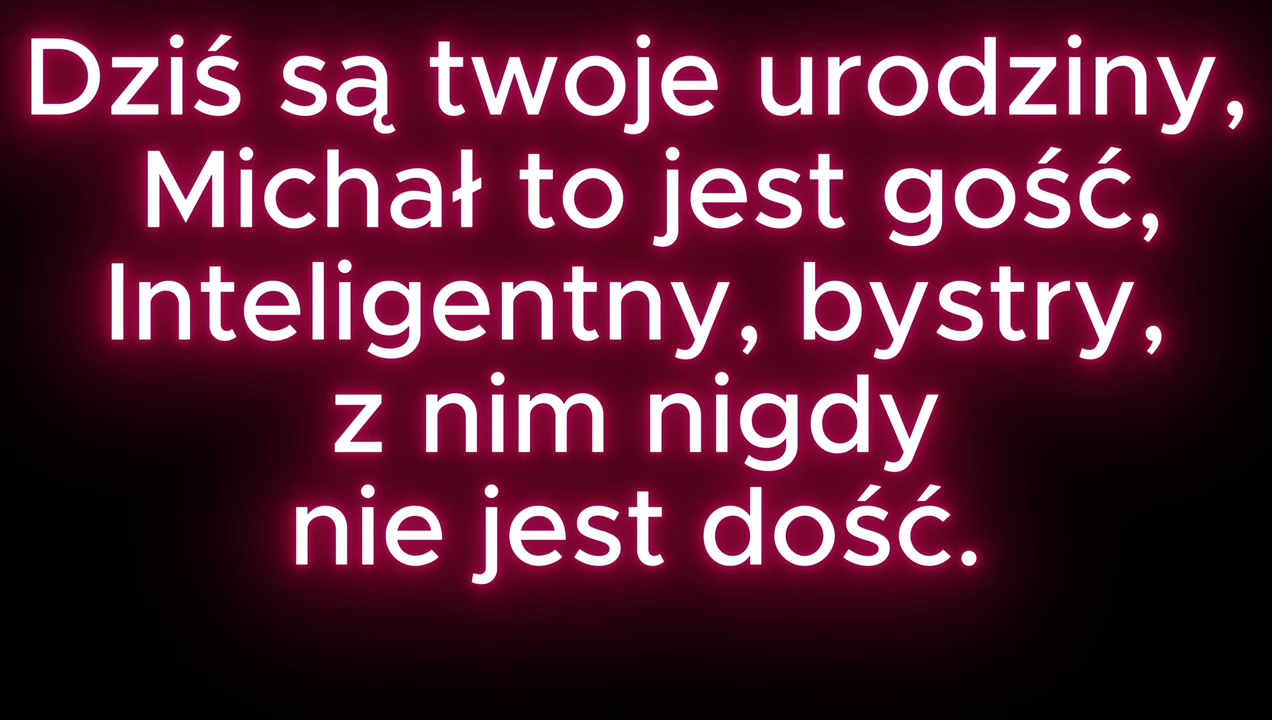 Dziś są twoje urodziny,
Michał to jest gość,
Inteligentny, bystry,
z nim nigdy
nie jest dość.